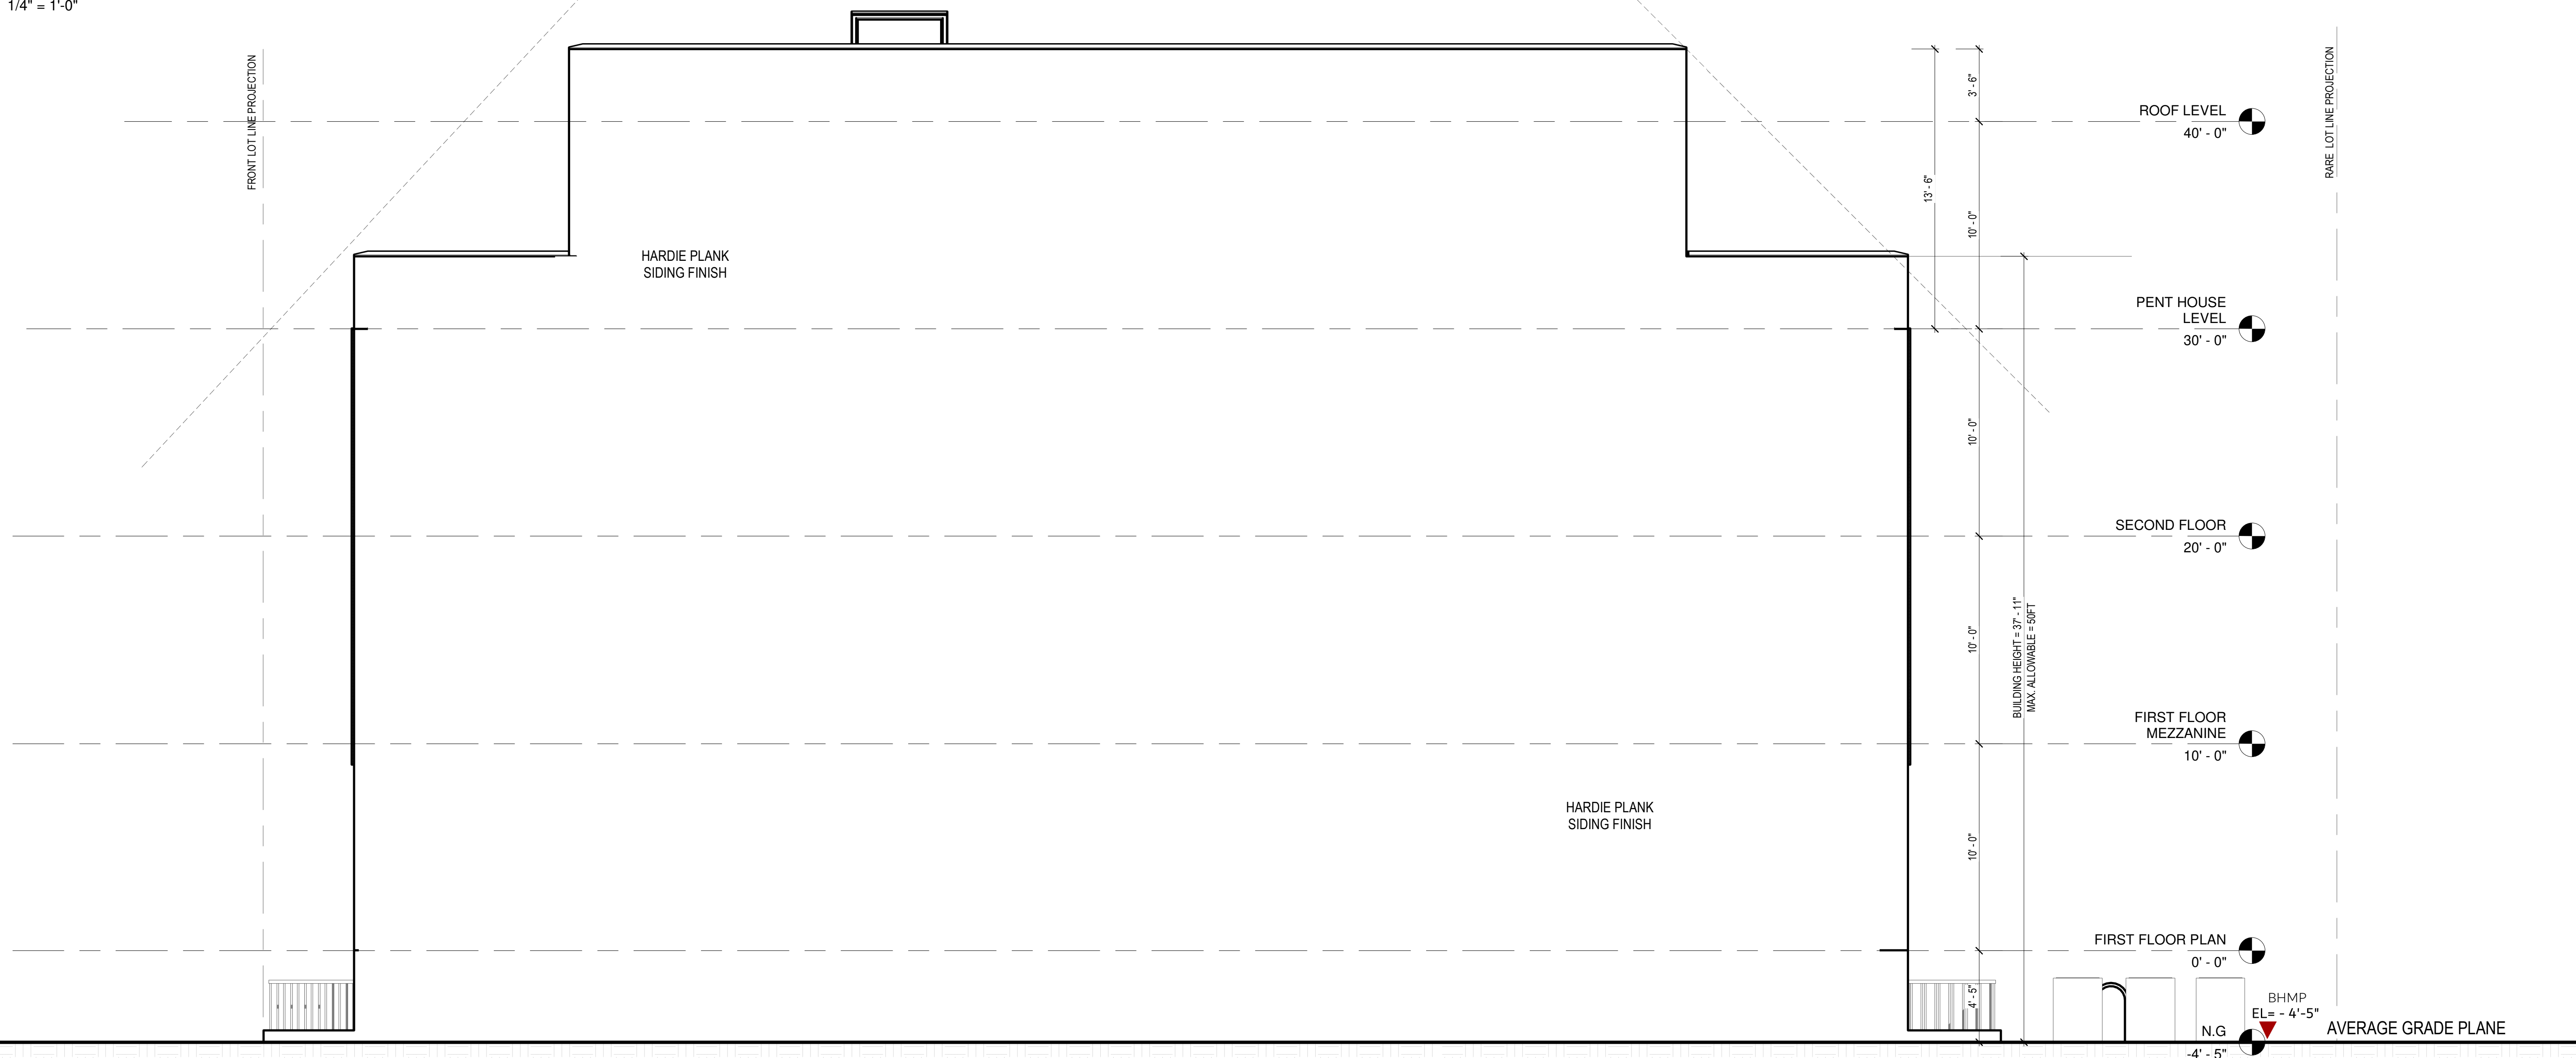 1/4" = 1'-0"
FRONT LOT LINE PROJECTION
HARDIE PLANK
SIDING FINISH
HARDIE PLANK
SIDING FINISH
13' - 6"
3' - 6"
10' - 0"
10' - 0"
10' - 0"
10' - 0"
4' - 5"
BUILDING HEIGHT = 37' - 11"
MAX. ALLOWABLE = 50FT
ROOF LEVEL
40' - 0"
PENT HOUSE
LEVEL
30' - 0"
SECOND FLOOR
20' - 0"
FIRST FLOOR
MEZZANINE
10' - 0"
FIRST FLOOR PLAN
0' - 0"
BHMP
EL= - 4'-5"
N.G
-4' - 5"
AVERAGE GRADE PLANE
RARE LOT LINE PROJECTION